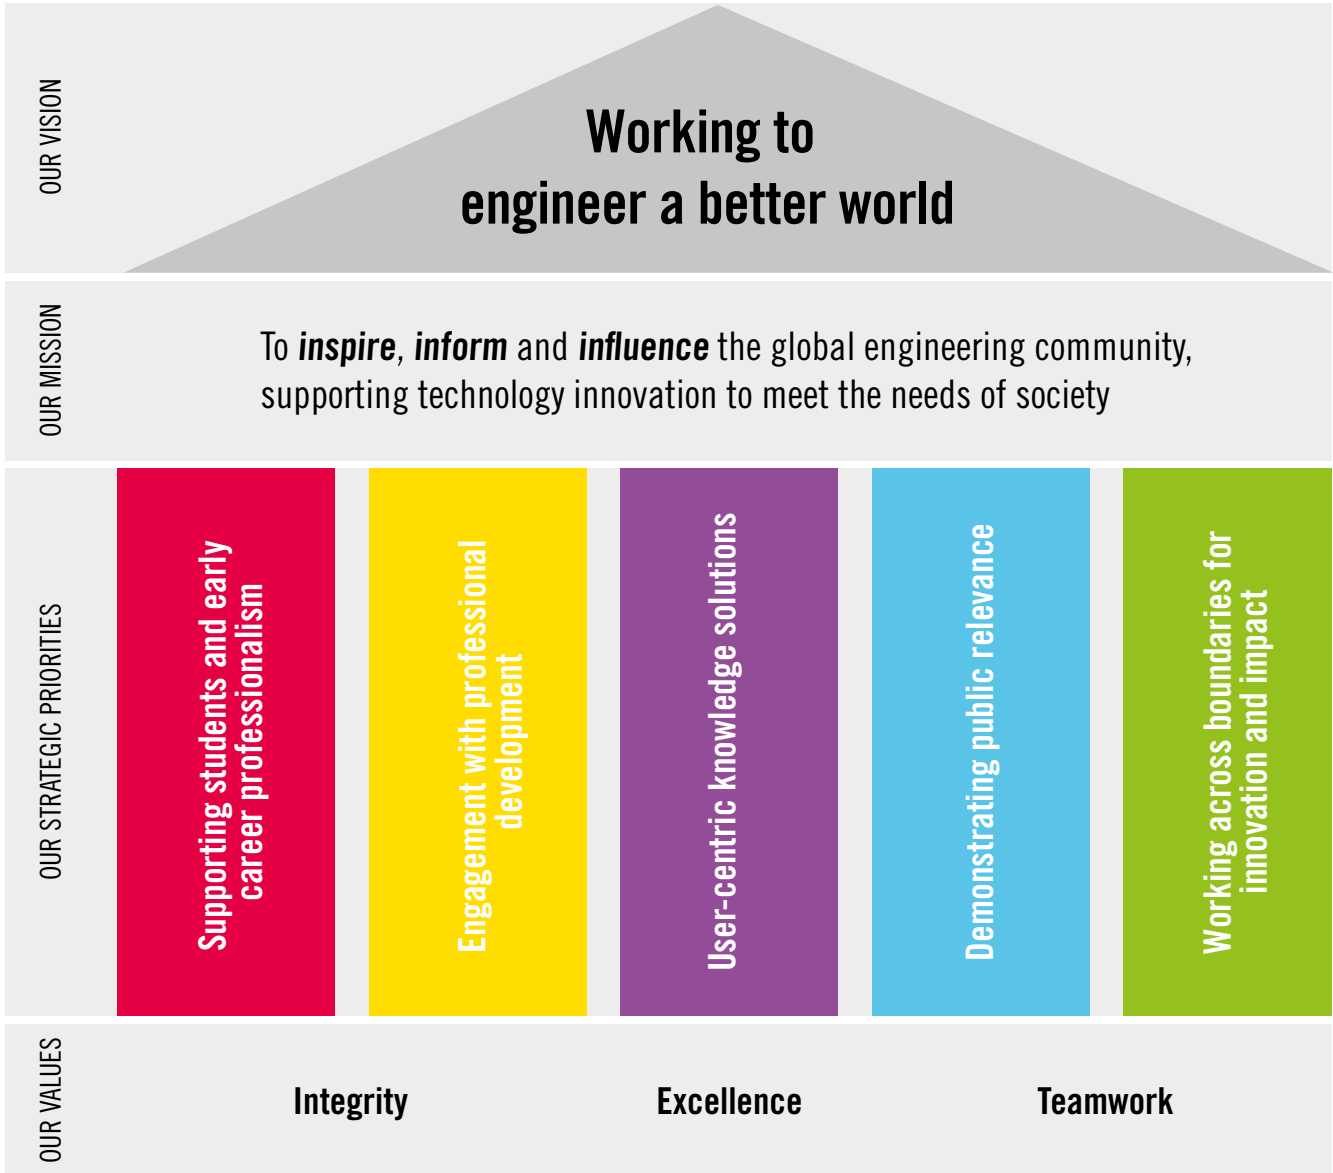 OUR VISION
Working to
engineer a better world
OUR MISSION
To inspire, inform and influence the global engineering community,
supporting technology innovation to meet the needs of society
OUR STRATEGIC PRIORITIES
Supporting students and early
career professionalism
Engagement with professional
development
User-centric knowledge solutions
Demonstrating public relevance
Working across boundaries for
innovation and impact
OUR VALUES
Integrity
Excellence
Teamwork